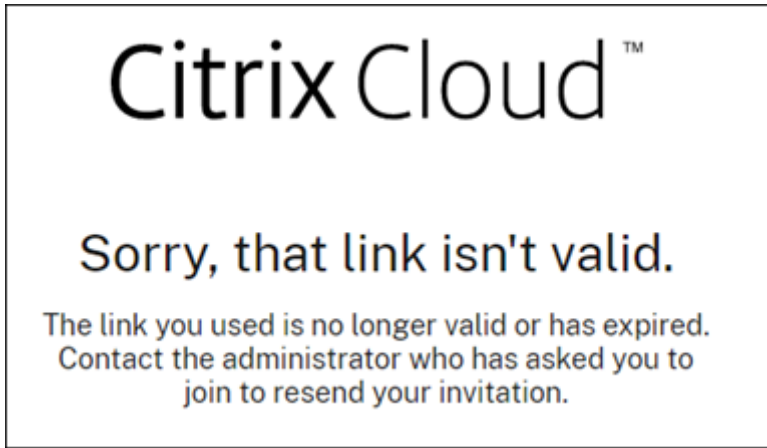 Citrix Cloud™
Sorry, that link isn't valid.
The link you used is no longer valid or has expired.
Contact the administrator who has asked you to
join to resend your invitation.